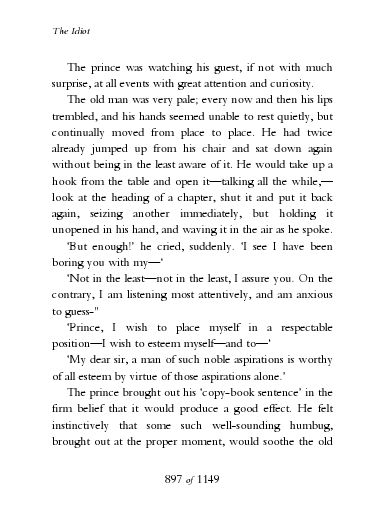 The Idiot
The prince was watching his guest, if not with much
surprise, at all events with great attention and curiosity.
The old man was very pale; every now and then his lips
trembled, and his hands seemed unable to rest quietly, but
continually moved from place to place. He had twice
already jumped up from his chair and sat down again
without being in the least aware of it. He would take up a
hook from the table and open it—talking all the while,—
look at the heading of a chapter, shut it and put it back
again, seizing another immediately, but holding it
unopened in his hand, and waving it in the air as he spoke.
‘But enough!’ he cried, suddenly. ‘I see I have been
boring you with my—‘
‘Not in the least—not in the least, I assure you. On the
contrary, I am listening most attentively, and am anxious
to guess-"
‘Prince, I wish to place myself in a respectable
position—I wish to esteem myself—and to—‘
‘My dear sir, a man of such noble aspirations is worthy
of all esteem by virtue of those aspirations alone.’
The prince brought out his ‘copy-book sentence’ in the
firm belief that it would produce a good effect. He felt
instinctively that some such well-sounding humbug,
brought out at the proper moment, would soothe the old
897 of 1149